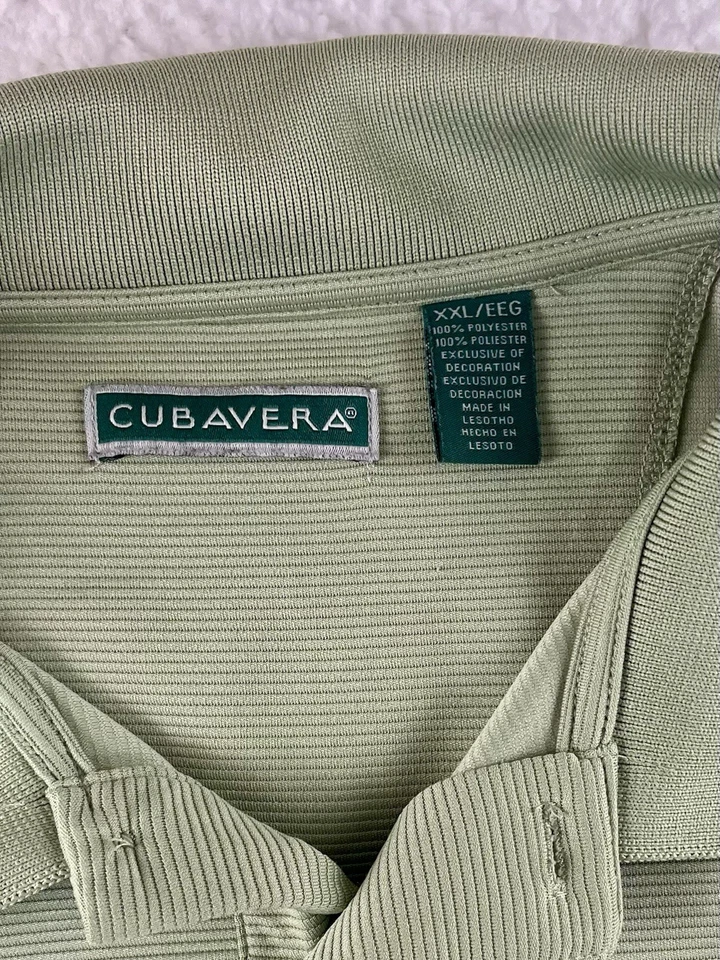 CUBAVERA
XXL/EEG
100% POLYESTER
100% POLIESTER
EXCLUSIVE OF
DECORATION
EXCLUSIVO DE
DECORACION
MADE IN
LESOTHO
HECHO EN
LESOTO